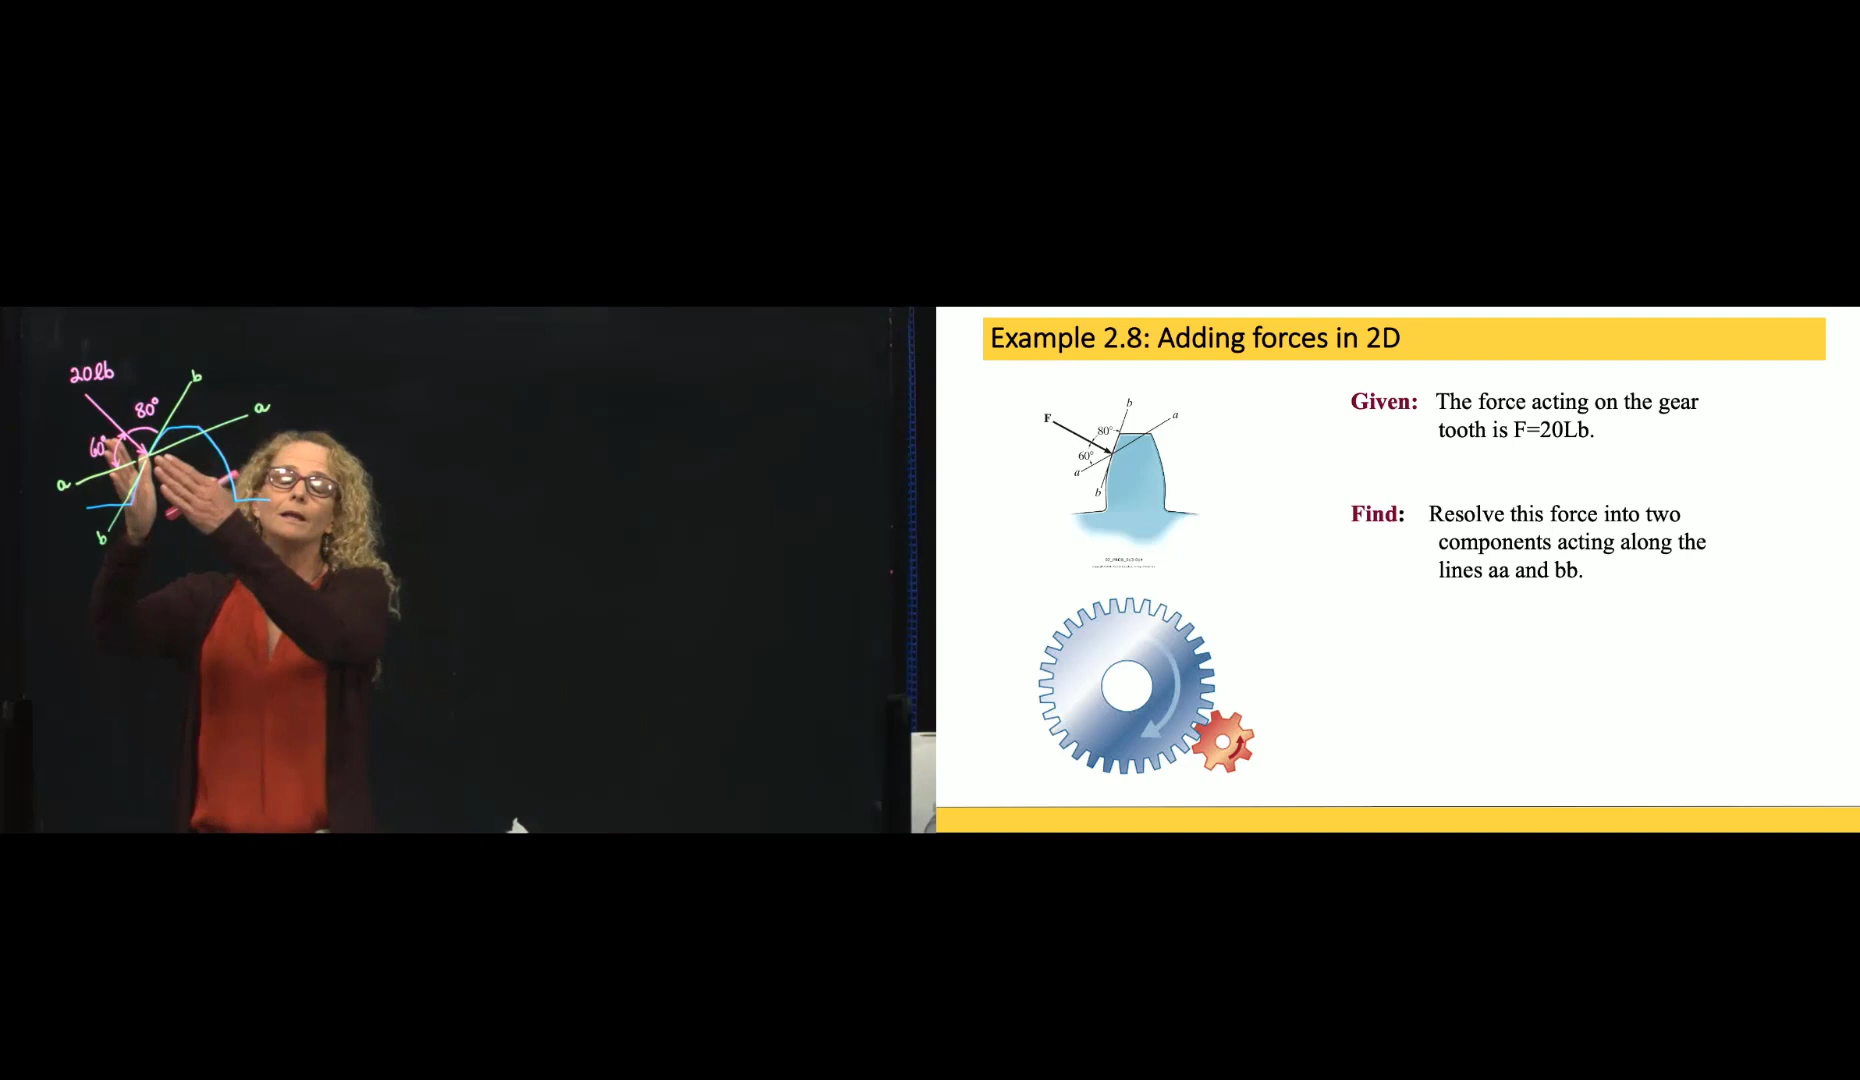 20lb
b
80°
a
60°
a
b
Example 2.8: Adding forces in 2D
b
a
F
80°
60°
a
b
Given: The force acting on the gear
tooth is F=20Lb.
Find: Resolve this force into two
components acting along the
lines aa and bb.